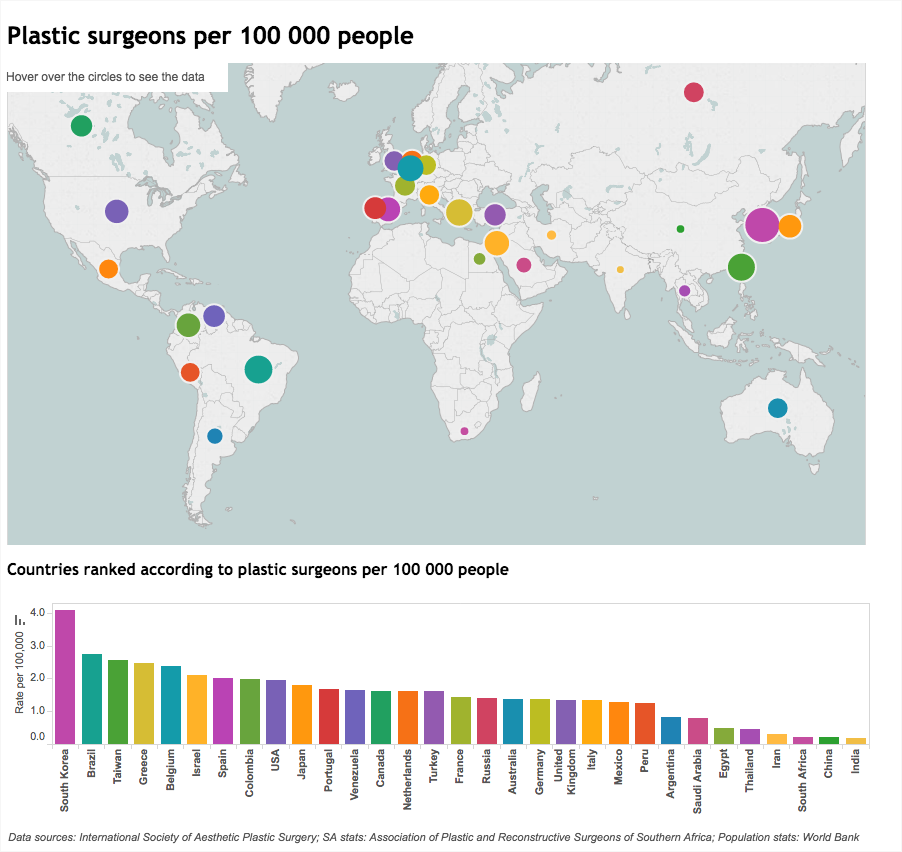 Plastic surgeons per 100 000 people
Hover over the circles to see the data
Countries ranked according to plastic surgeons per 100 000 people
Rate per 100,000
4.0
3.0
2.0
1.0
0.0
South Korea
Brazil
Taiwan
Greece
Belgium
Israel
Spain
Colombia
USA
Japan
Portugal
Venezuela
Canada
Netherlands
Turkey
France
Russia
Australia
Germany
United
Kingdom
Italy
Mexico
Peru
Argentina
Saudi Arabia
Egypt
Thailand
Iran
South Africa
China
India
Data sources: International Society of Aesthetic Plastic Surgery; SA stats: Association of Plastic and Reconstructive Surgeons of Southern Africa; Population stats: World Bank